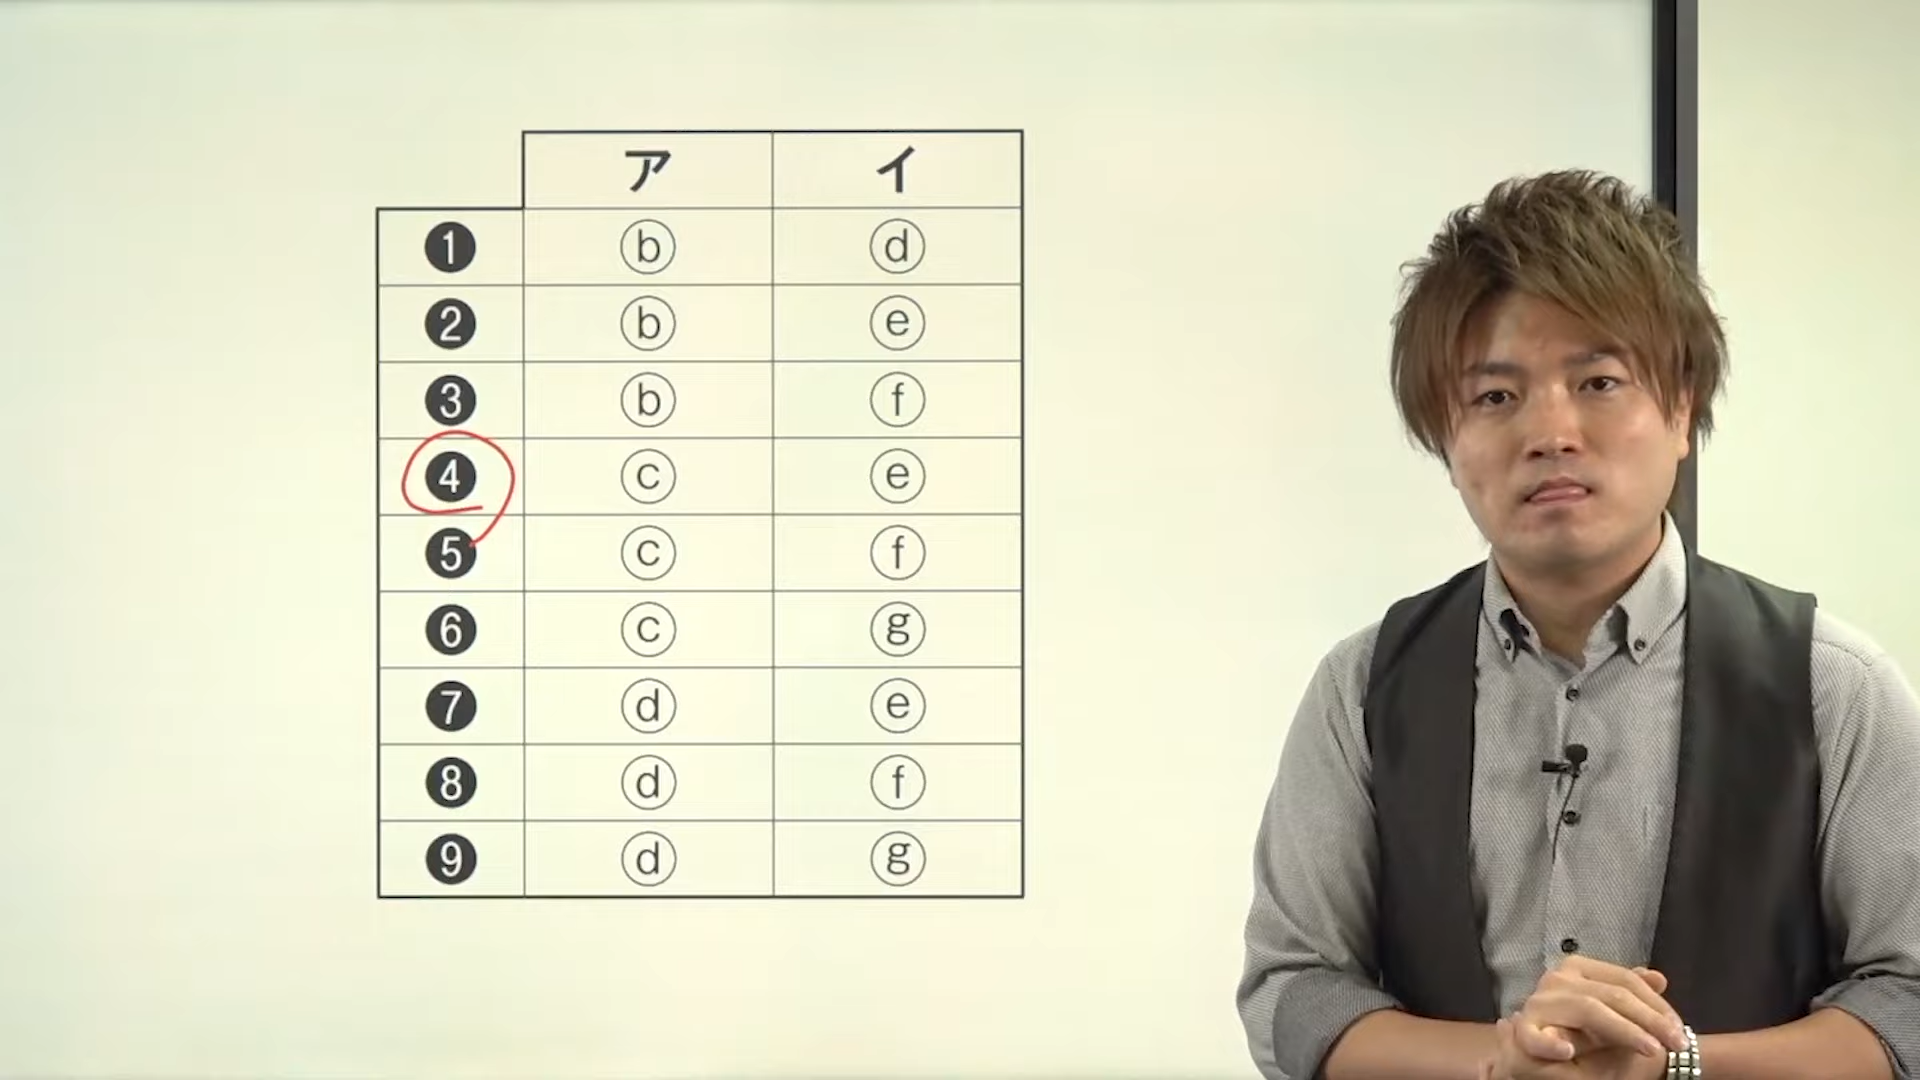 ア イ
❶ ⓑ ⓓ
❷ ⓑ ⓔ
❸ ⓑ ⓕ
❹ ⓒ ⓔ
❺ ⓒ ⓕ
❻ ⓒ ⓖ
❼ ⓓ ⓔ
❽ ⓓ ⓕ
❾ ⓓ ⓖ